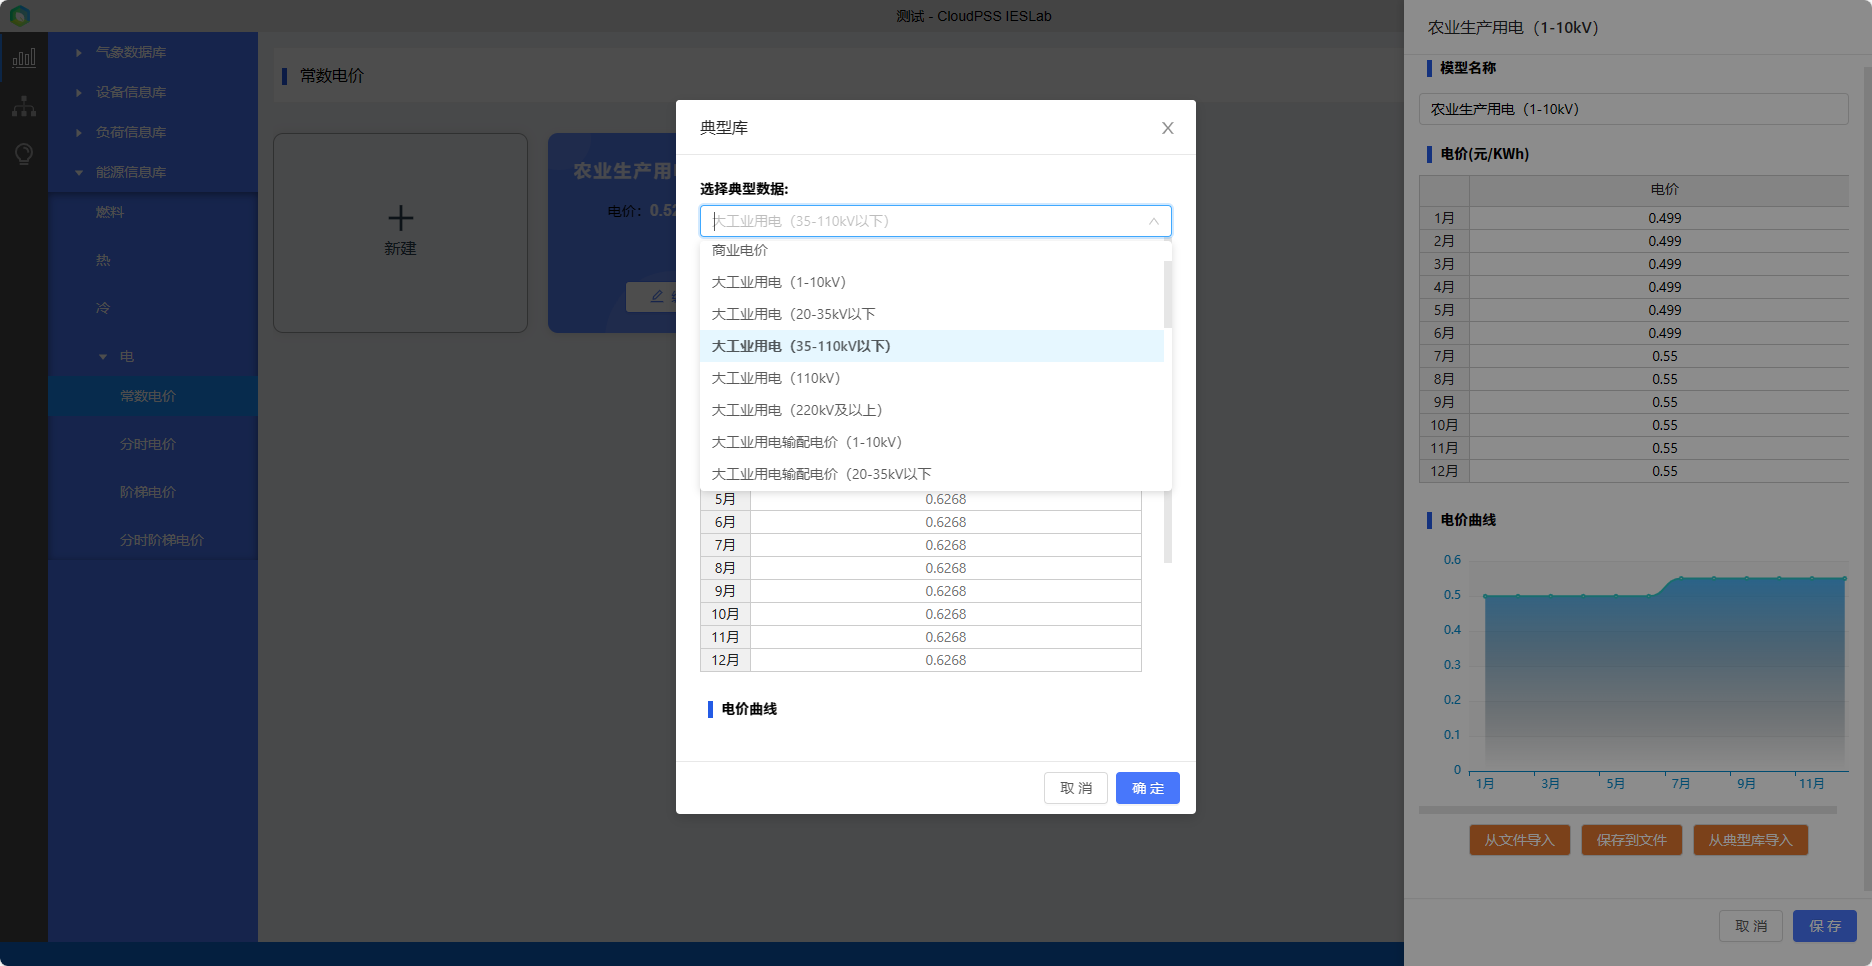 测试 - CloudPSS IESLab
气象数据库
设备信息库
负荷信息库
能源信息库
燃料
热
冷
电
常数电价
分时电价
阶梯电价
分时阶梯电价
常数电价
新建
农业生产用
电价：0.52
典型库
选择典型数据:
大工业用电（35-110kV以下）
商业电价
大工业用电（1-10kV）
大工业用电（20-35kV以下
大工业用电（35-110kV以下）
大工业用电（110kV）
大工业用电（220kV及以上）
大工业用电输配电价（1-10kV）
大工业用电输配电价（20-35kV以下
5月 0.6268
6月 0.6268
7月 0.6268
8月 0.6268
9月 0.6268
10月 0.6268
11月 0.6268
12月 0.6268
电价曲线
取 消
确 定
农业生产用电（1-10kV）
模型名称
农业生产用电（1-10kV）
电价(元/KWh)
电价
1月 0.499
2月 0.499
3月 0.499
4月 0.499
5月 0.499
6月 0.499
7月 0.55
8月 0.55
9月 0.55
10月 0.55
11月 0.55
12月 0.55
电价曲线
0.6
0.5
0.4
0.3
0.2
0.1
0
1月 3月 5月 7月 9月 11月
从文件导入
保存到文件
从典型库导入
取 消
保 存